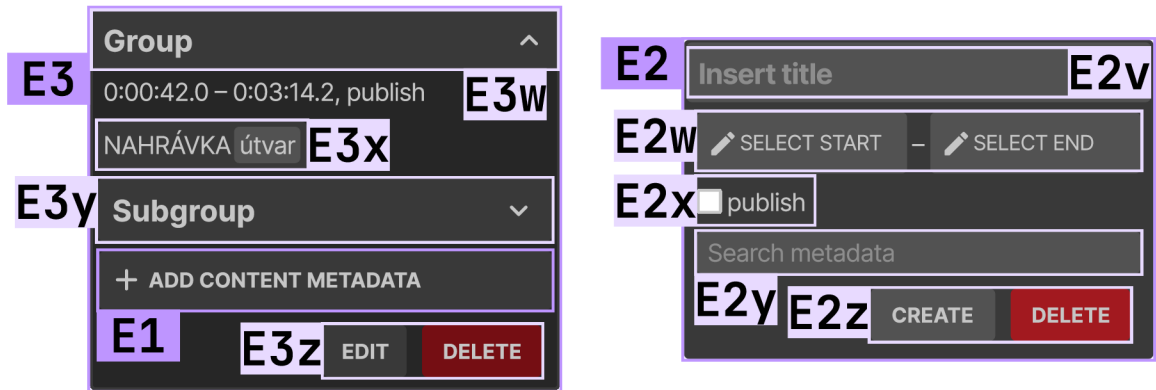 Group
E3
0:00:42.0 – 0:03:14.2, publish
E3w
NAHRÁVKA útvar
E3x
E3y
Subgroup
+ ADD CONTENT METADATA
E1
E3z
EDIT
DELETE
E2
Insert title
E2v
E2w
SELECT START – SELECT END
E2x
publish
Search metadata
E2y
E2z
CREATE
DELETE